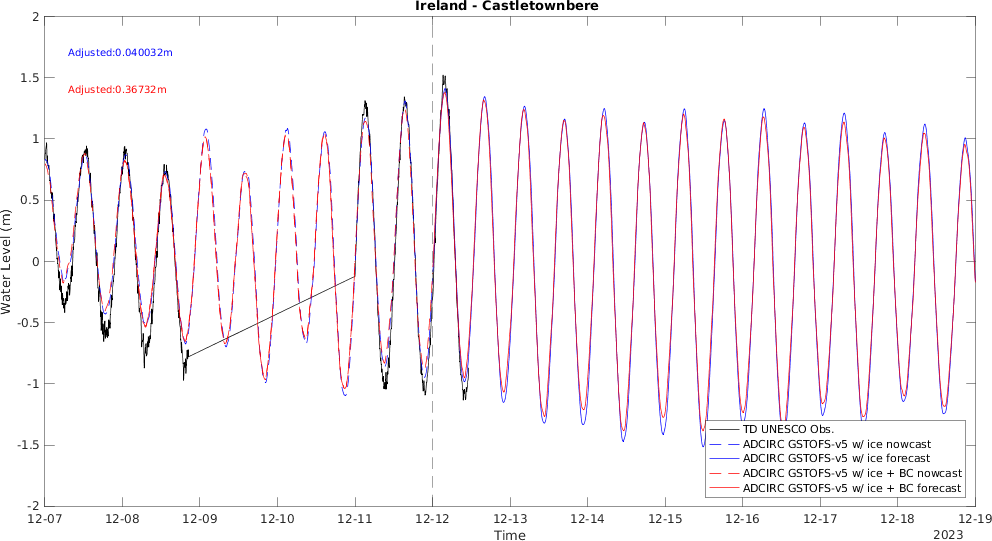 Ireland - Castletownbere
Adjusted:0.040032m
Adjusted:0.36732m
Water Level (m)
2
1.5
1
0.5
0
-0.5
-1
-1.5
-2
TD UNESCO Obs.
ADCIRC GSTOFS-v5 w/ ice nowcast
ADCIRC GSTOFS-v5 w/ ice forecast
ADCIRC GSTOFS-v5 w/ ice + BC nowcast
ADCIRC GSTOFS-v5 w/ ice + BC forecast
12-07 12-08 12-09 12-10 12-11 12-12 12-13 12-14 12-15 12-16 12-17 12-18 12-19
Time
2023